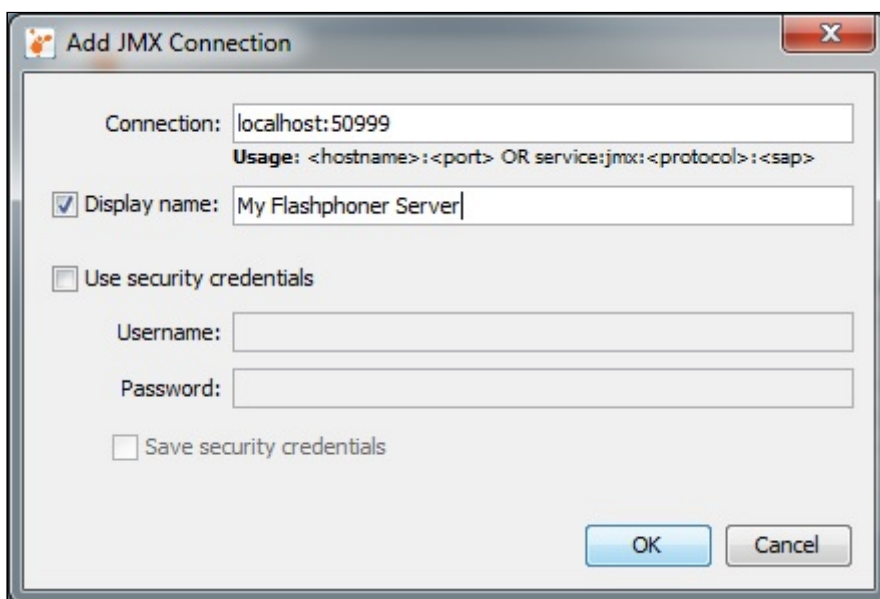 Add JMX Connection
Connection: localhost:50999
Usage: <hostname>:<port> OR service:jmx:<protocol>:<sap>
Display name: My Flashphoner Server
Use security credentials
Username:
Password:
Save security credentials
OK Cancel